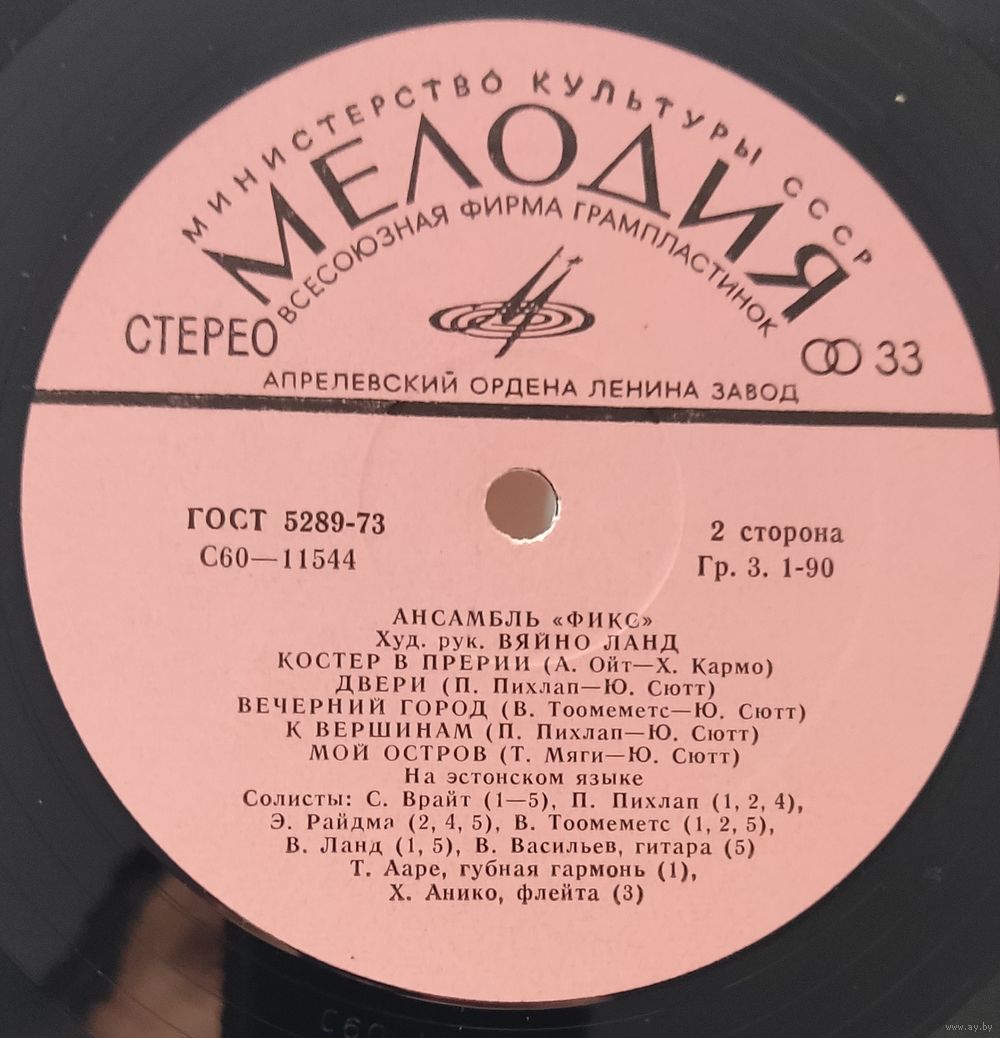 МИНИСТЕРСТВО КУЛЬТУРЫ СССР
МЕЛОДИЯ
ВСЕСОЮЗНАЯ ФИРМА ГРАМПЛАСТИНОК
СТЕРЕО
33
АПРЕЛЕВСКИЙ ОРДЕНА ЛЕНИНА ЗАВОД
ГОСТ 5289-73
С60—11544
2 сторона
Гр. 3. 1-90
АНСАМБЛЬ «ФИКС»
Худ. рук. ВЯЙНО ЛАНД
КОСТЕР В ПРЕРИИ (А. Ойт—Х. Кармо)
ДВЕРИ (П. Пихлап—Ю. Сютт)
ВЕЧЕРНИЙ ГОРОД (В. Тоомеметс—Ю. Сютт)
К ВЕРШИНАМ (П. Пихлап—Ю. Сютт)
МОЙ ОСТРОВ (Т. Мяги—Ю. Сютт)
На эстонском языке
Солисты: С. Врайт (1—5), П. Пихлап (1, 2, 4),
Э. Райдма (2, 4, 5), В. Тоомеметс (1, 2, 5),
В. Ланд (1, 5), В. Васильев, гитара (5)
Т. Ааре, губная гармонь (1),
Х. Анико, флейта (3)
www.ay.by